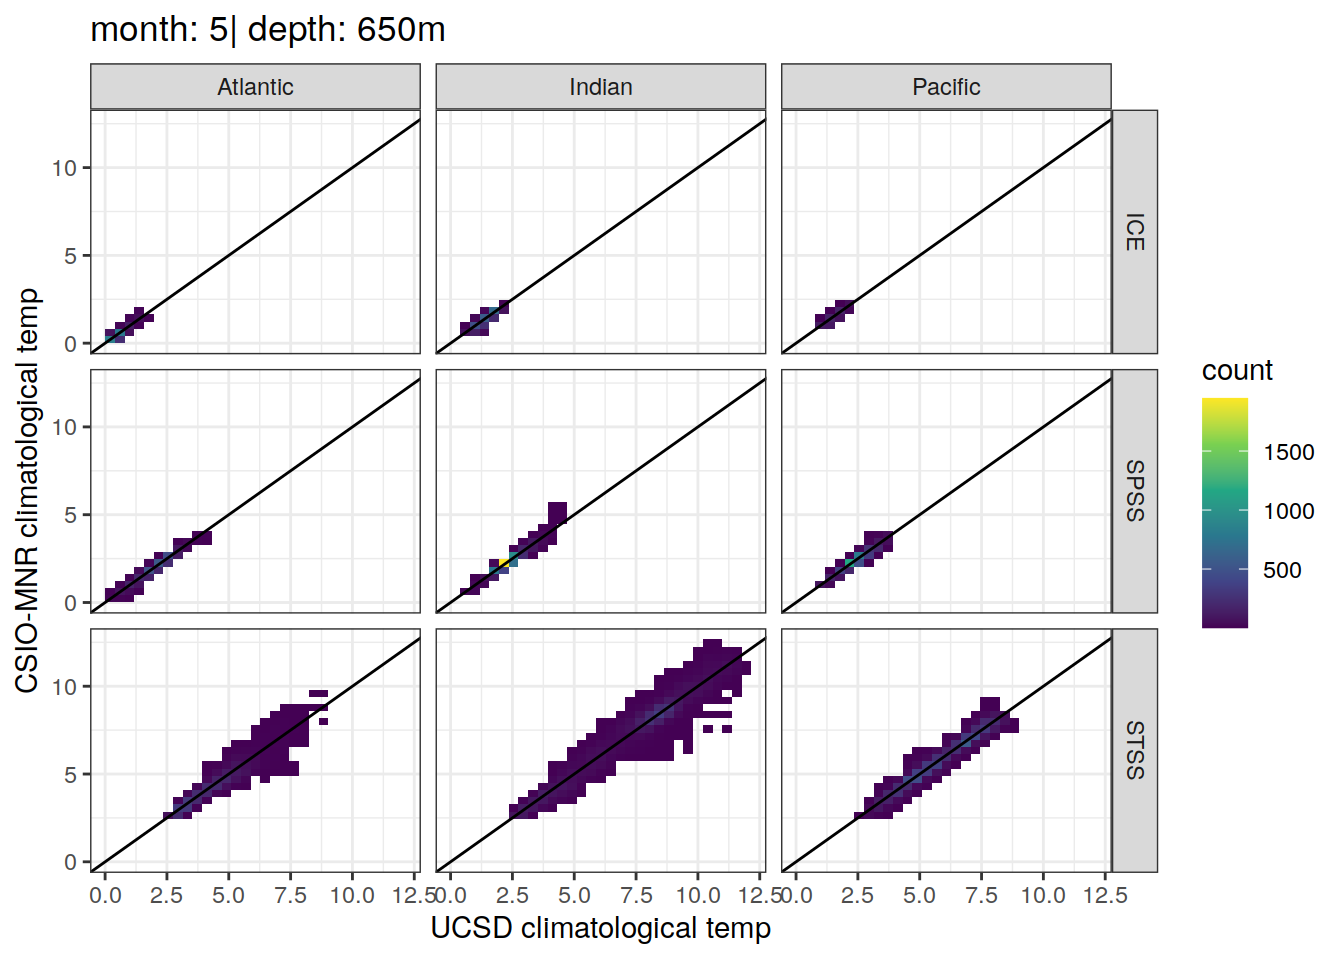 month: 5| depth: 650m
Atlantic Indian Pacific
10
5
0
ICE
10
5
0
SPSS
10
5
0
STSS
CSIO-MNR climatological temp
0.0 2.5 5.0 7.5 10.0 12.5 0.0 2.5 5.0 7.5 10.0 12.5 0.0 2.5 5.0 7.5 10.0 12.5
UCSD climatological temp
count
1500
1000
500